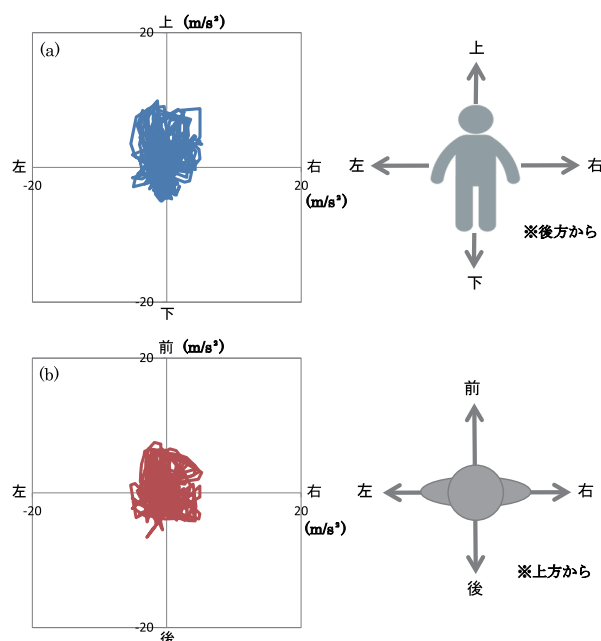 上 (m/s²)
20
(a)
左
右
-20
20
(m/s²)
-20
下
上
左
右
下
※後方から
前 (m/s²)
20
(b)
左
右
-20
20
(m/s²)
-20
後
前
左
右
後
※上方から